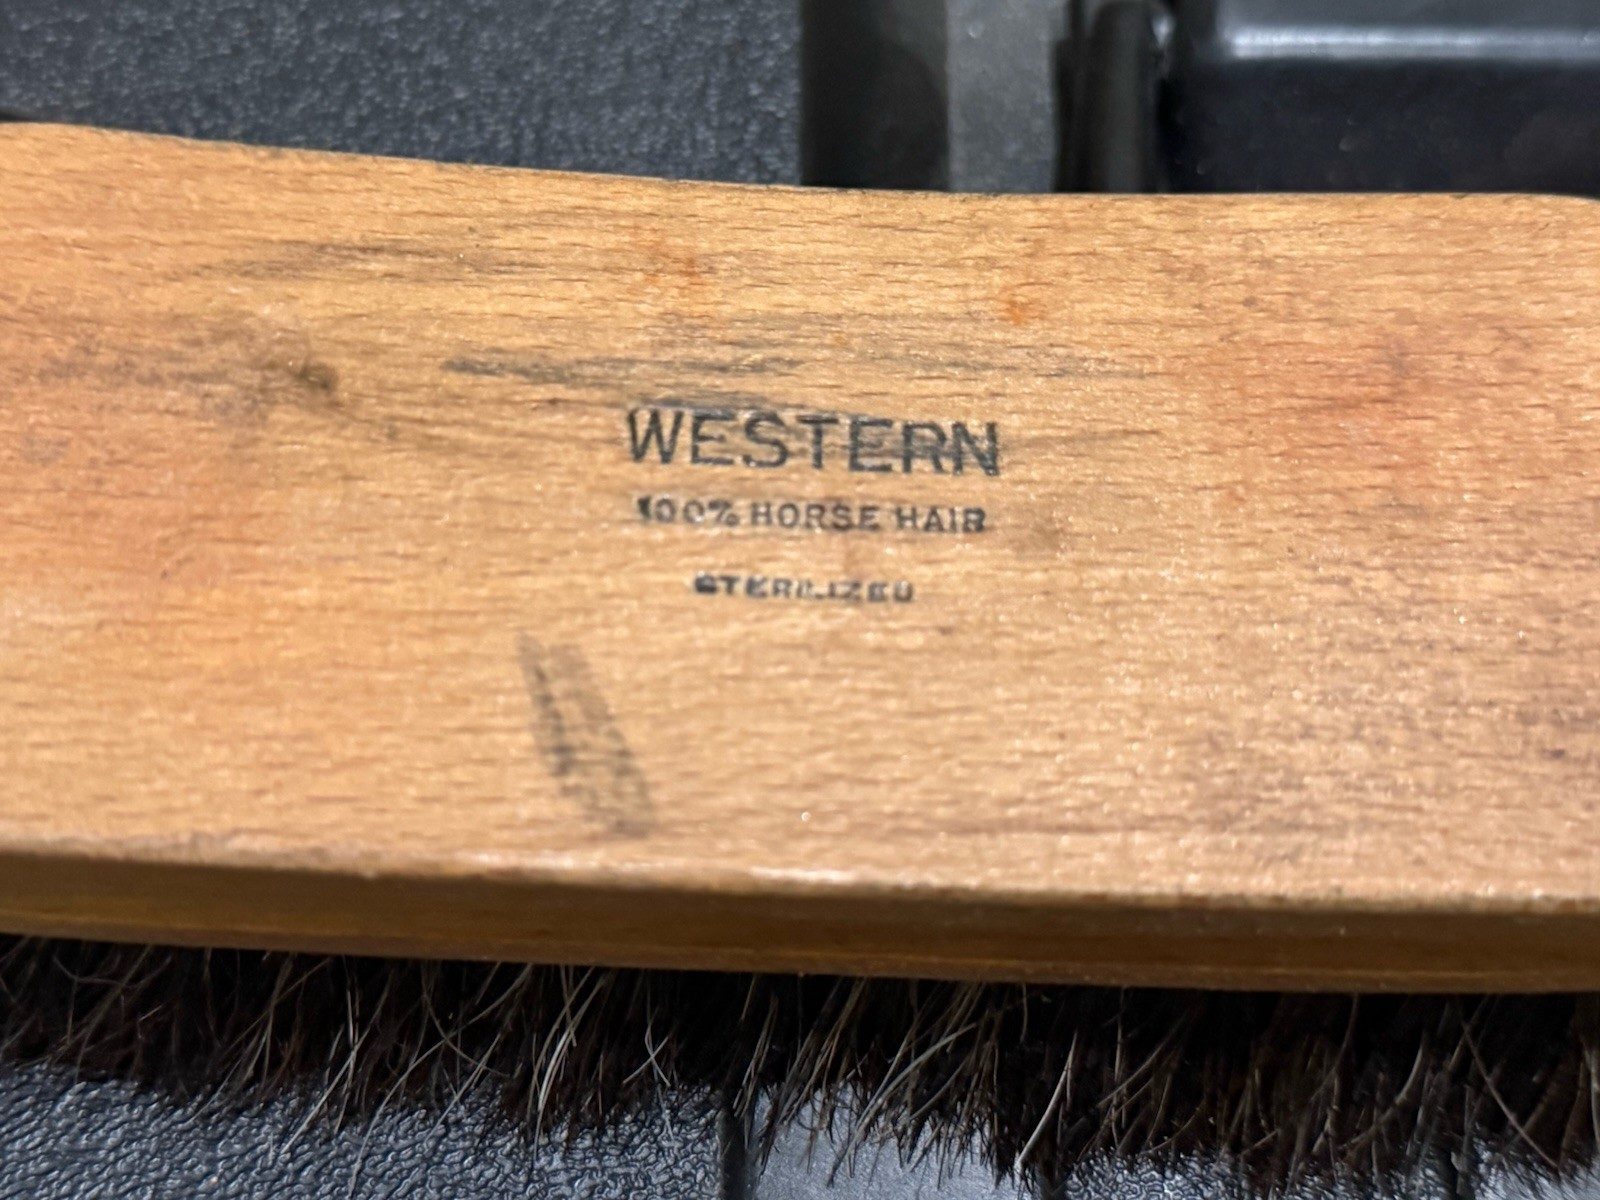 WESTERN
100% HORSE HAIR
STERILIZED